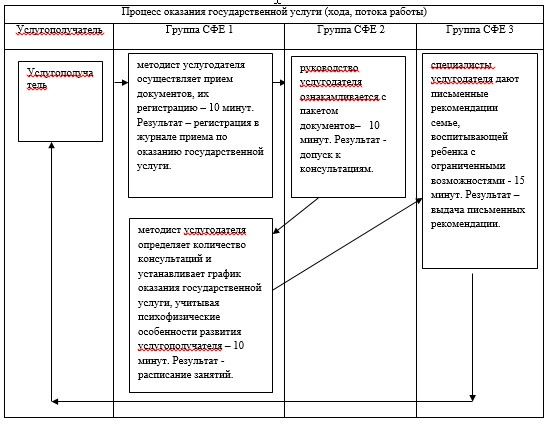 Процесс оказания государственной услуги (хода, потока работы)
Услугополучатель
Группа СФЕ 1
Группа СФЕ 2
Группа СФЕ 3
Услугополуча
тель
методист услугодателя
осуществляет прием
документов, их
регистрацию – 10 минут.
Результат – регистрация в
журнале приема по
оказанию государственной
услуги.
руководство
услугодателя
ознакамливается с
пакетом
документов– 10
минут. Результат -
допуск к
консультациям.
специалисты
услугодателя дают
письменные
рекомендации
семье,
воспитывающей
ребенка с
ограниченными
возможностями - 15
минут. Результат –
выдача письменных
рекомендации.
методист услугодателя
определяет количество
консультаций и
устанавливает график
оказания государственной
услуги, учитывая
психофизические
особенности развития
услугополучателя – 10
минут. Результат -
расписание занятий.